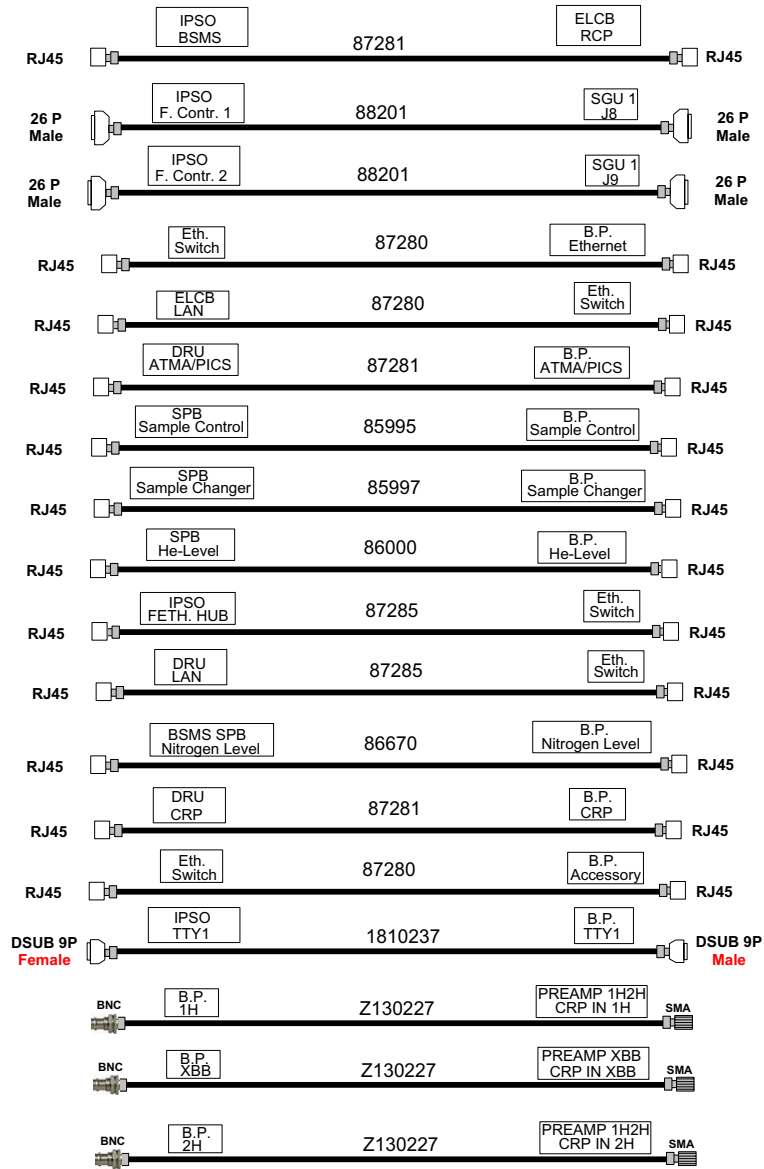 IPSO
BSMS
87281
ELCB
RCP
RJ45
RJ45
26 P
Male
IPSO
F. Contr. 1
88201
SGU 1
J8
26 P
Male
26 P
Male
IPSO
F. Contr. 2
88201
SGU 1
J9
26 P
Male
RJ45
Eth.
Switch
87280
B.P.
Ethernet
RJ45
RJ45
ELCB
LAN
87280
Eth.
Switch
RJ45
RJ45
DRU
ATMA/PICS
87281
B.P.
ATMA/PICS
RJ45
RJ45
SPB
Sample Control
85995
B.P.
Sample Control
RJ45
RJ45
SPB
Sample Changer
85997
B.P.
Sample Changer
RJ45
RJ45
SPB
He-Level
86000
B.P.
He-Level
RJ45
RJ45
IPSO
FETH. HUB
87285
Eth.
Switch
RJ45
RJ45
DRU
LAN
87285
Eth.
Switch
RJ45
RJ45
BSMS SPB
Nitrogen Level
86670
B.P.
Nitrogen Level
RJ45
RJ45
DRU
CRP
87281
B.P.
CRP
RJ45
RJ45
Eth.
Switch
87280
B.P.
Accessory
RJ45
DSUB 9P
Female
IPSO
TTY1
1810237
B.P.
TTY1
DSUB 9P
Male
BNC
B.P.
1H
Z130227
PREAMP 1H2H
CRP IN 1H
SMA
BNC
B.P.
XBB
Z130227
PREAMP XBB
CRP IN XBB
SMA
BNC
B.P.
2H
Z130227
PREAMP 1H2H
CRP IN 2H
SMA